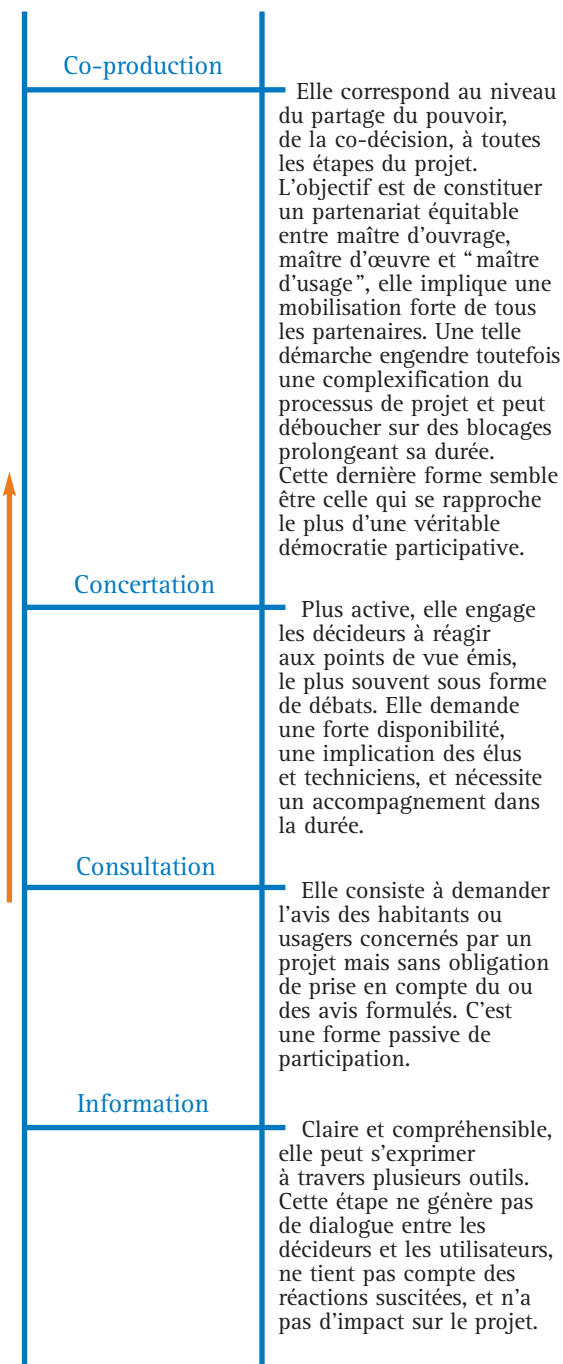 Co-production
Elle correspond au niveau
du partage du pouvoir,
de la co-décision, à toutes
les étapes du projet.
L’objectif est de constituer
un partenariat équitable
entre maître d’ouvrage,
maître d’œuvre et “maître
d’usage”, elle implique une
mobilisation forte de tous
les partenaires. Une telle
démarche engendre toutefois
une complexification du
processus de projet et peut
déboucher sur des blocages
prolongeant sa durée.
Cette dernière forme semble
être celle qui se rapproche
le plus d’une véritable
démocratie participative.
Concertation
Plus active, elle engage
les décideurs à réagir
aux points de vue émis,
le plus souvent sous forme
de débats. Elle demande
une forte disponibilité,
une implication des élus
et techniciens, et nécessite
un accompagnement dans
la durée.
Consultation
Elle consiste à demander
l’avis des habitants ou
usagers concernés par un
projet mais sans obligation
de prise en compte du ou
des avis formulés. C’est
une forme passive de
participation.
Information
Claire et compréhensible,
elle peut s’exprimer
à travers plusieurs outils.
Cette étape ne génère pas
de dialogue entre les
décideurs et les utilisateurs,
ne tient pas compte des
réactions suscitées, et n’a
pas d’impact sur le projet.